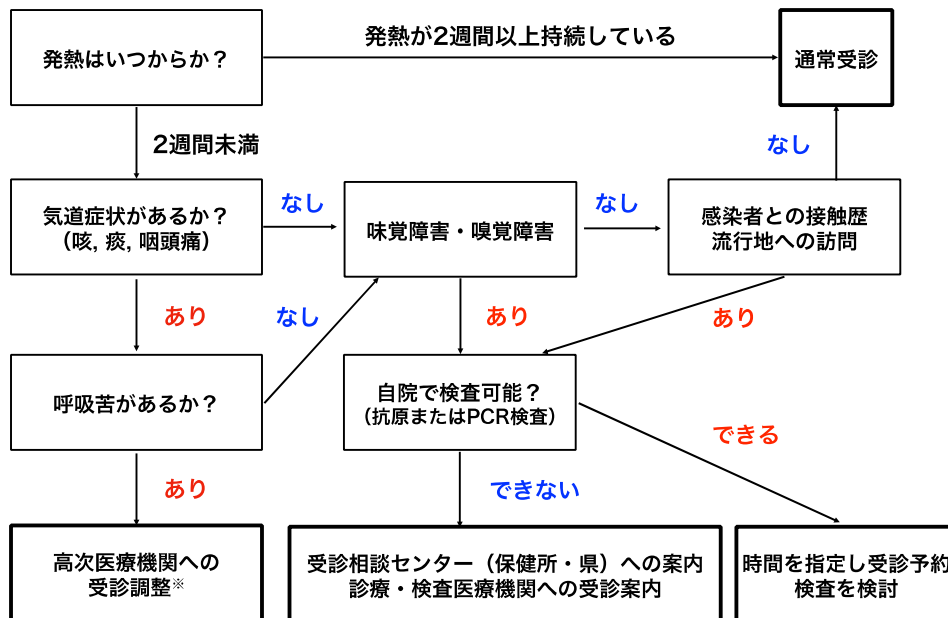 発熱はいつからか？
発熱が2週間以上持続している
通常受診
2週間未満
なし
気道症状があるか？
（咳, 痰, 咽頭痛）
なし
味覚障害・嗅覚障害
なし
感染者との接触歴
流行地への訪問
あり
なし
あり
あり
呼吸苦があるか？
自院で検査可能？
（抗原またはPCR検査）
できる
あり
できない
高次医療機関への
受診調整※
受診相談センター（保健所・県）への案内
診療・検査医療機関への受診案内
時間を指定し受診予約
検査を検討